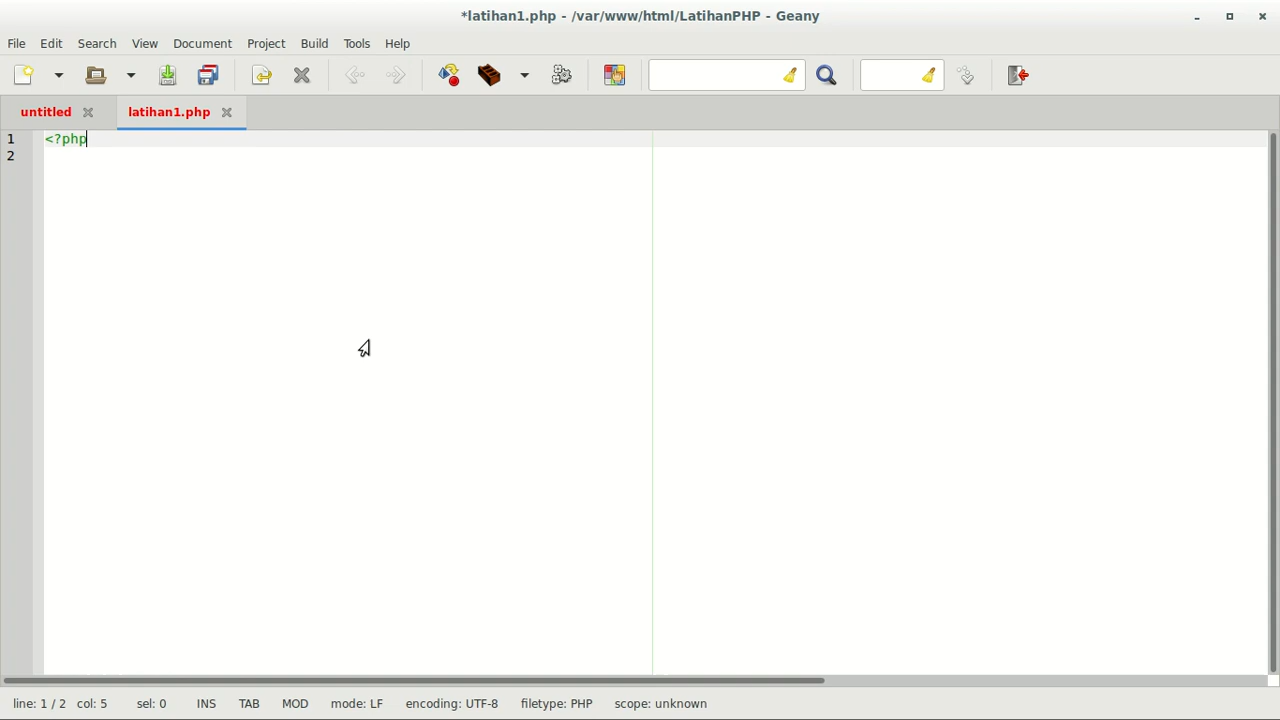 *latihan1.php - /var/www/html/LatihanPHP - Geany
File Edit Search View Document Project Build Tools Help
untitled latihan1.php
1 <?php
2
line: 1 / 2 col: 5 sel: 0 INS TAB MOD mode: LF encoding: UTF-8 filetype: PHP scope: unknown